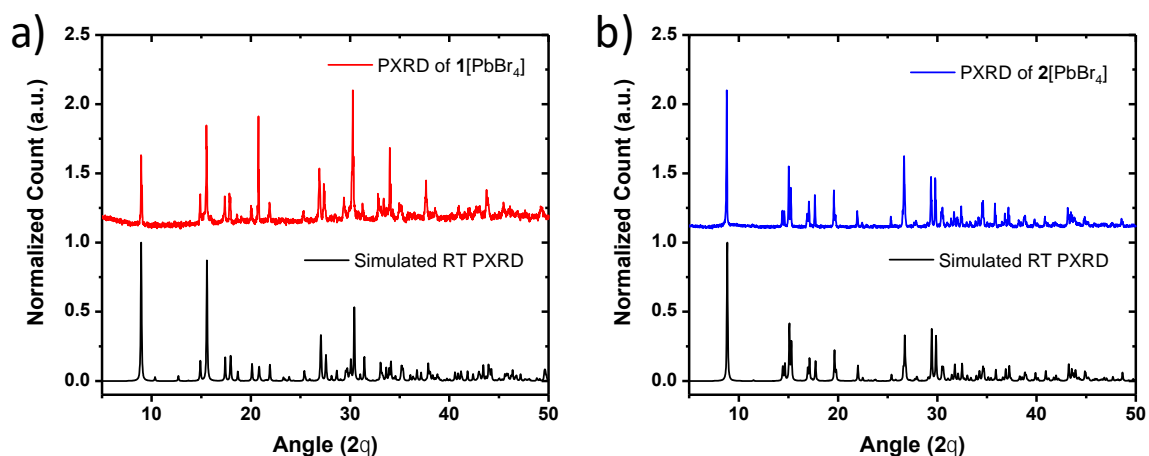 a)
2.5
2.0
1.5
1.0
0.5
0.0
Normalized Count (a.u.)
PXRD of 1[PbBr₄]
Simulated RT PXRD
10 20 30 40 50
Angle (2q)
b)
2.5
2.0
1.5
1.0
0.5
0.0
Normalized Count (a.u.)
PXRD of 2[PbBr₄]
Simulated RT PXRD
10 20 30 40 50
Angle (2q)